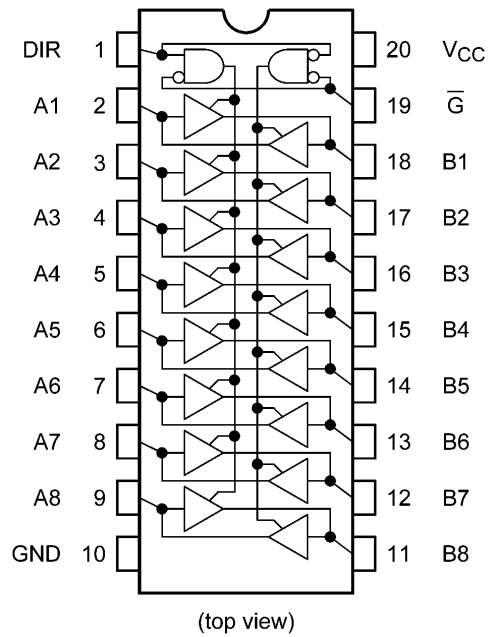 DIR 1 20 VCC
A1 2 19 G̅
A2 3 18 B1
A3 4 17 B2
A4 5 16 B3
A5 6 15 B4
A6 7 14 B5
A7 8 13 B6
A8 9 12 B7
GND 10 11 B8
(top view)